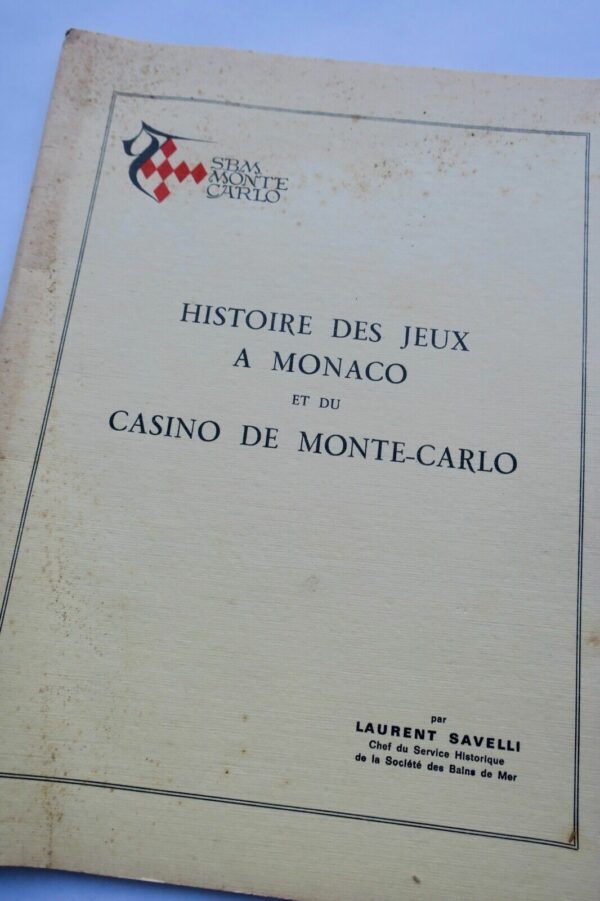 SBM
MONTE
CARLO
HISTOIRE DES JEUX
A MONACO
ET DU
CASINO DE MONTE-CARLO
par
LAURENT SAVELLI
Chef du Service Historique
de la Société des Bains de Mer